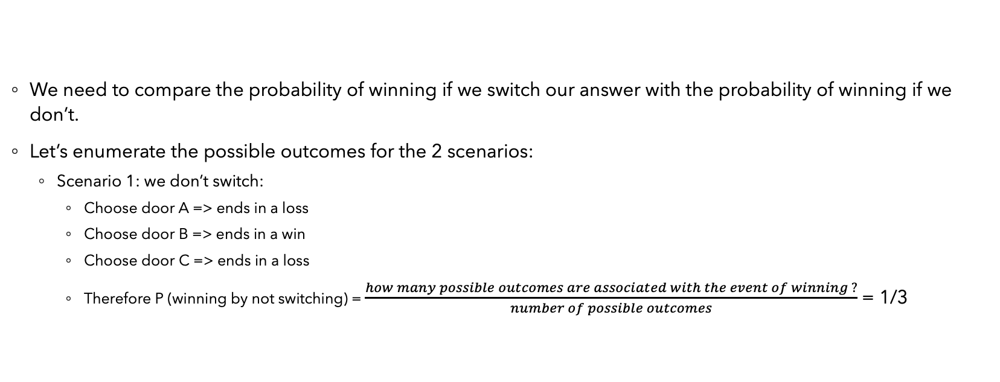 ◦ We need to compare the probability of winning if we switch our answer with the probability of winning if we
don’t.
◦ Let’s enumerate the possible outcomes for the 2 scenarios:
◦ Scenario 1: we don’t switch:
◦ Choose door A => ends in a loss
◦ Choose door B => ends in a win
◦ Choose door C => ends in a loss
◦ Therefore P (winning by not switching) = how many possible outcomes are associated with the event of winning ? / number of possible outcomes = 1/3